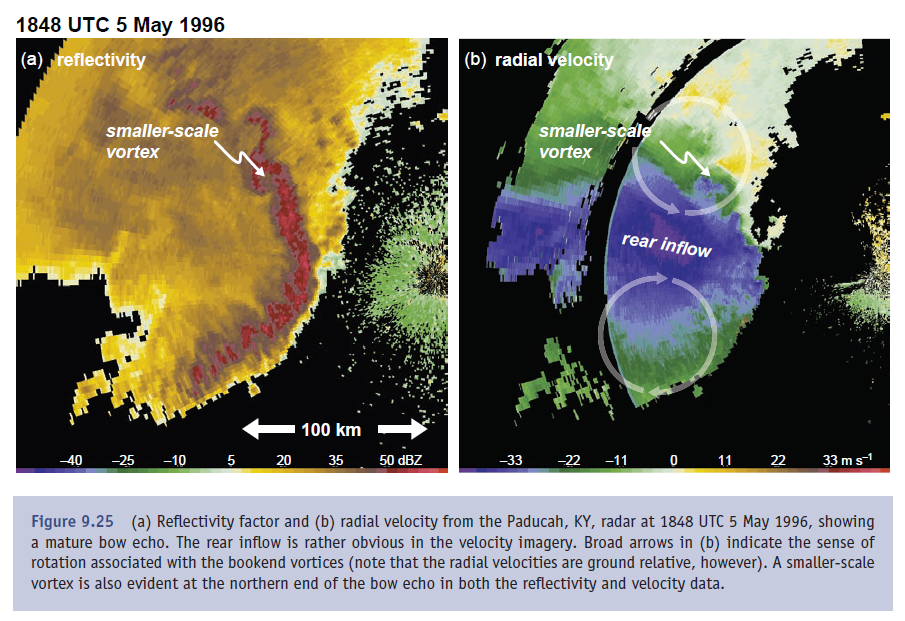 1848 UTC 5 May 1996
(a) reflectivity
smaller-scale
vortex
100 km
–40 –25 –10 5 20 35 50 dBZ
(b) radial velocity
smaller-scale
vortex
rear inflow
–33 –22 –11 0 11 22 33 m s⁻¹
Figure 9.25 (a) Reflectivity factor and (b) radial velocity from the Paducah, KY, radar at 1848 UTC 5 May 1996, showing
a mature bow echo. The rear inflow is rather obvious in the velocity imagery. Broad arrows in (b) indicate the sense of
rotation associated with the bookend vortices (note that the radial velocities are ground relative, however). A smaller-scale
vortex is also evident at the northern end of the bow echo in both the reflectivity and velocity data.